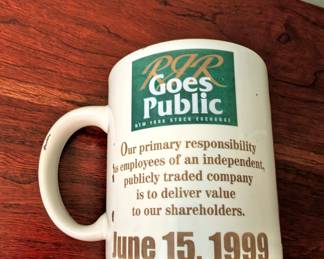 RJR
Goes
Public
NEW YORK STOCK EXCHANGE
Our primary responsibility
as employees of an independent,
publicly traded company
is to deliver value
to our shareholders.
June 15, 1999